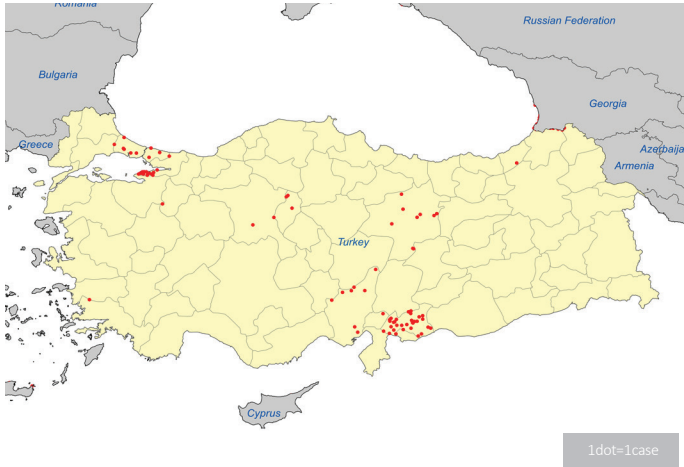 Romania
Russian Federation
Bulgaria
Georgia
Greece
Azerbaija
Armenia
Turkey
Cyprus
1dot=1case